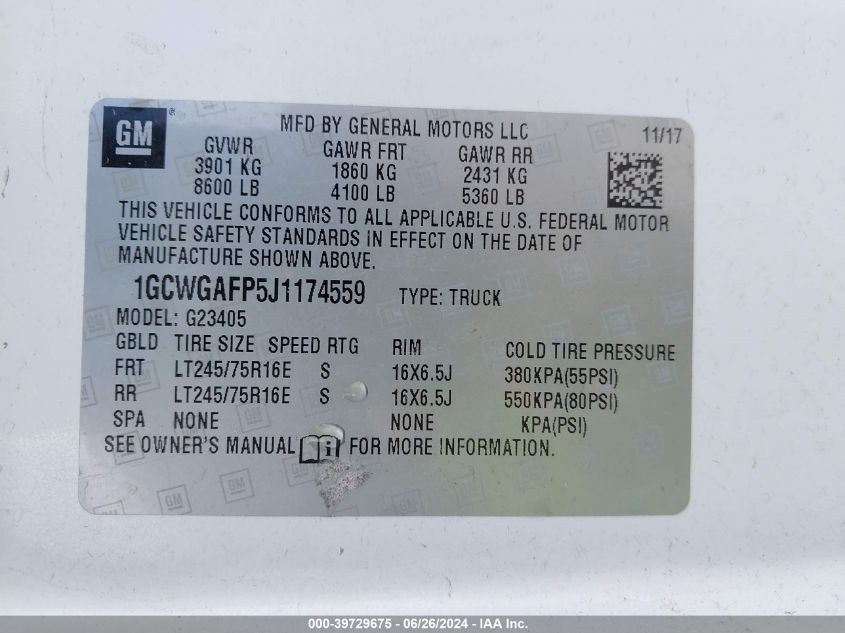 GM ®
MFD BY GENERAL MOTORS LLC 11/17
GVWR GAWR FRT GAWR RR
3901 KG 1860 KG 2431 KG
8600 LB 4100 LB 5360 LB
THIS VEHICLE CONFORMS TO ALL APPLICABLE U.S. FEDERAL MOTOR
VEHICLE SAFETY STANDARDS IN EFFECT ON THE DATE OF
MANUFACTURE SHOWN ABOVE.
1GCWGAFP5J1174559 TYPE: TRUCK
MODEL: G23405
GBLD TIRE SIZE SPEED RTG RIM COLD TIRE PRESSURE
FRT LT245/75R16E S 16X6.5J 380KPA(55PSI)
RR LT245/75R16E S 16X6.5J 550KPA(80PSI)
SPA NONE NONE KPA(PSI)
SEE OWNER'S MANUAL i FOR MORE INFORMATION.
000-39729675 / 06/26/2024 - IAA Inc.